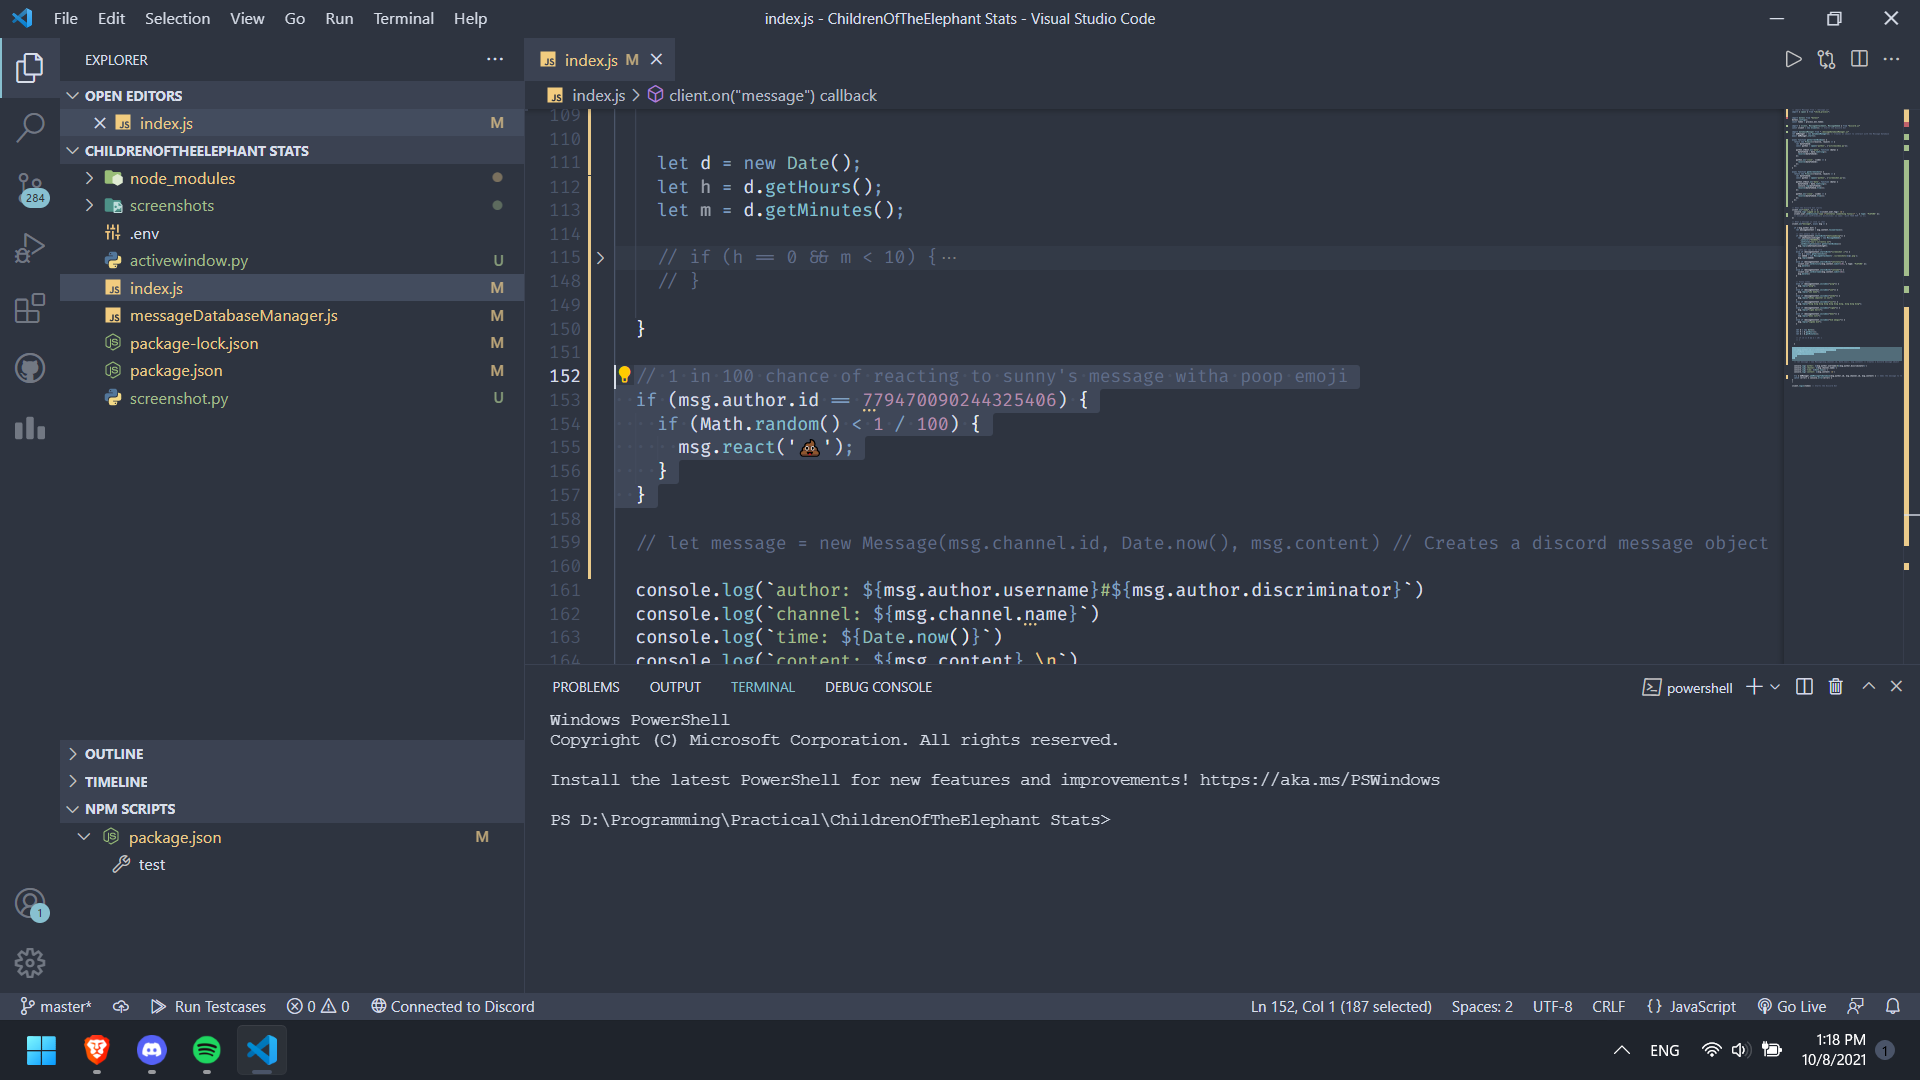 File Edit Selection View Go Run Terminal Help
index.js - ChildrenOfTheElephant Stats - Visual Studio Code
EXPLORER
OPEN EDITORS
JS index.js M
CHILDRENOFTHEELEPHANT STATS
node_modules
screenshots
.env
activewindow.py U
JS index.js M
JS messageDatabaseManager.js M
package-lock.json M
package.json M
screenshot.py U
284
OUTLINE
TIMELINE
NPM SCRIPTS
package.json M
test
1
JS index.js M
JS index.js > client.on("message") callback
109
110
111 let d = new Date();
112 let h = d.getHours();
113 let m = d.getMinutes();
114
115 // if (h == 0 && m < 10) {…
148 // }
149
150 }
151
152 // 1 in 100 chance of reacting to sunny's message witha poop emoji
153 if (msg.author.id == 779470090244325406) {
154 if (Math.random() < 1 / 100) {
155 msg.react('💩');
156 }
157 }
158
159 // let message = new Message(msg.channel.id, Date.now(), msg.content) // Creates a discord message object
160
161 console.log(`author: ${msg.author.username}#${msg.author.discriminator}`)
162 console.log(`channel: ${msg.channel.name}`)
163 console.log(`time: ${Date.now()}`)
164 console.log(`content: ${msg.content} \n`)
PROBLEMS OUTPUT TERMINAL DEBUG CONSOLE
powershell
Windows PowerShell
Copyright (C) Microsoft Corporation. All rights reserved.
Install the latest PowerShell for new features and improvements! https://aka.ms/PSWindows
PS D:\Programming\Practical\ChildrenOfTheElephant Stats>
master* Run Testcases 0 0 Connected to Discord
Ln 152, Col 1 (187 selected) Spaces: 2 UTF-8 CRLF {} JavaScript Go Live
ENG
1:18 PM
10/8/2021
1